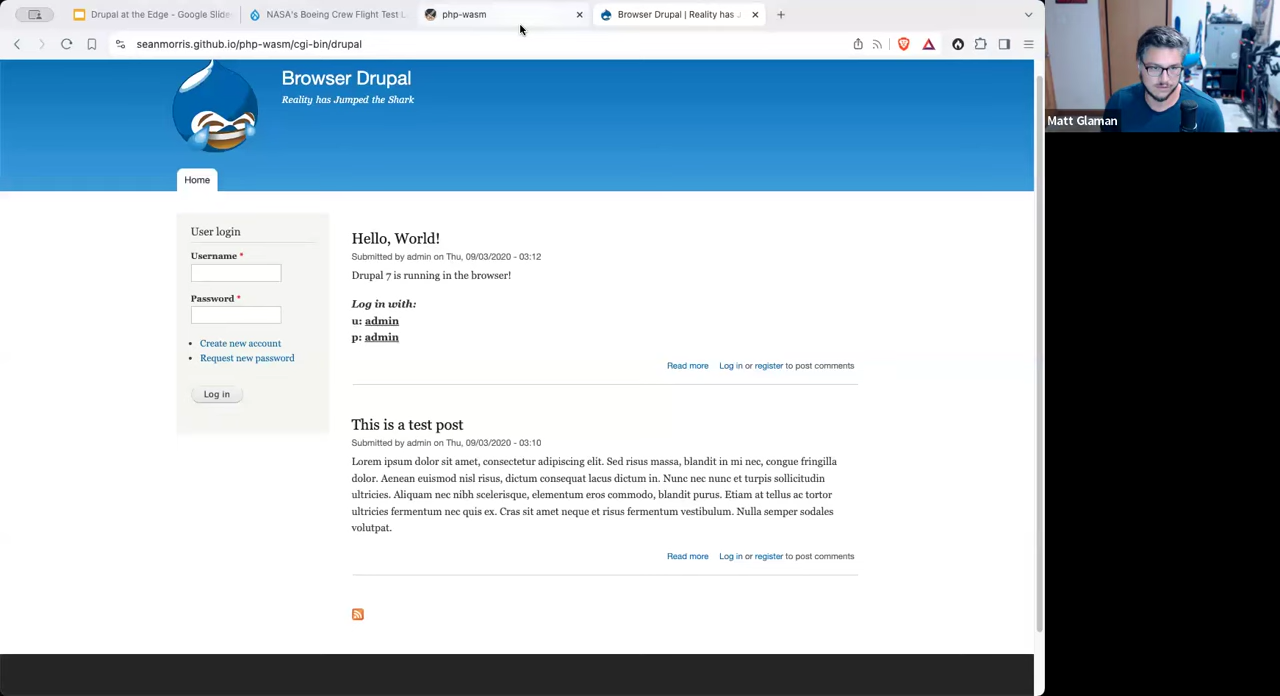 Drupal at the Edge - Google Slide
NASA's Boeing Crew Flight Test L
php-wasm
Browser Drupal | Reality has J
seanmorris.github.io/php-wasm/cgi-bin/drupal
Browser Drupal
Reality has Jumped the Shark
Matt Glaman
Home
User login
Username *
Password *
Create new account
Request new password
Log in
Hello, World!
Submitted by admin on Thu, 09/03/2020 - 03:12
Drupal 7 is running in the browser!
Log in with:
u: admin
p: admin
Read more Log in or register to post comments
This is a test post
Submitted by admin on Thu, 09/03/2020 - 03:10
Lorem ipsum dolor sit amet, consectetur adipiscing elit. Sed risus massa, blandit in mi nec, congue fringilla
dolor. Aenean euismod nisl risus, dictum consequat lacus dictum in. Nunc nec nunc et turpis sollicitudin
ultricies. Aliquam nec nibh scelerisque, elementum eros commodo, blandit purus. Etiam at tellus ac tortor
ultricies fermentum nec quis ex. Cras sit amet neque et risus fermentum vestibulum. Nulla semper sodales
volutpat.
Read more Log in or register to post comments